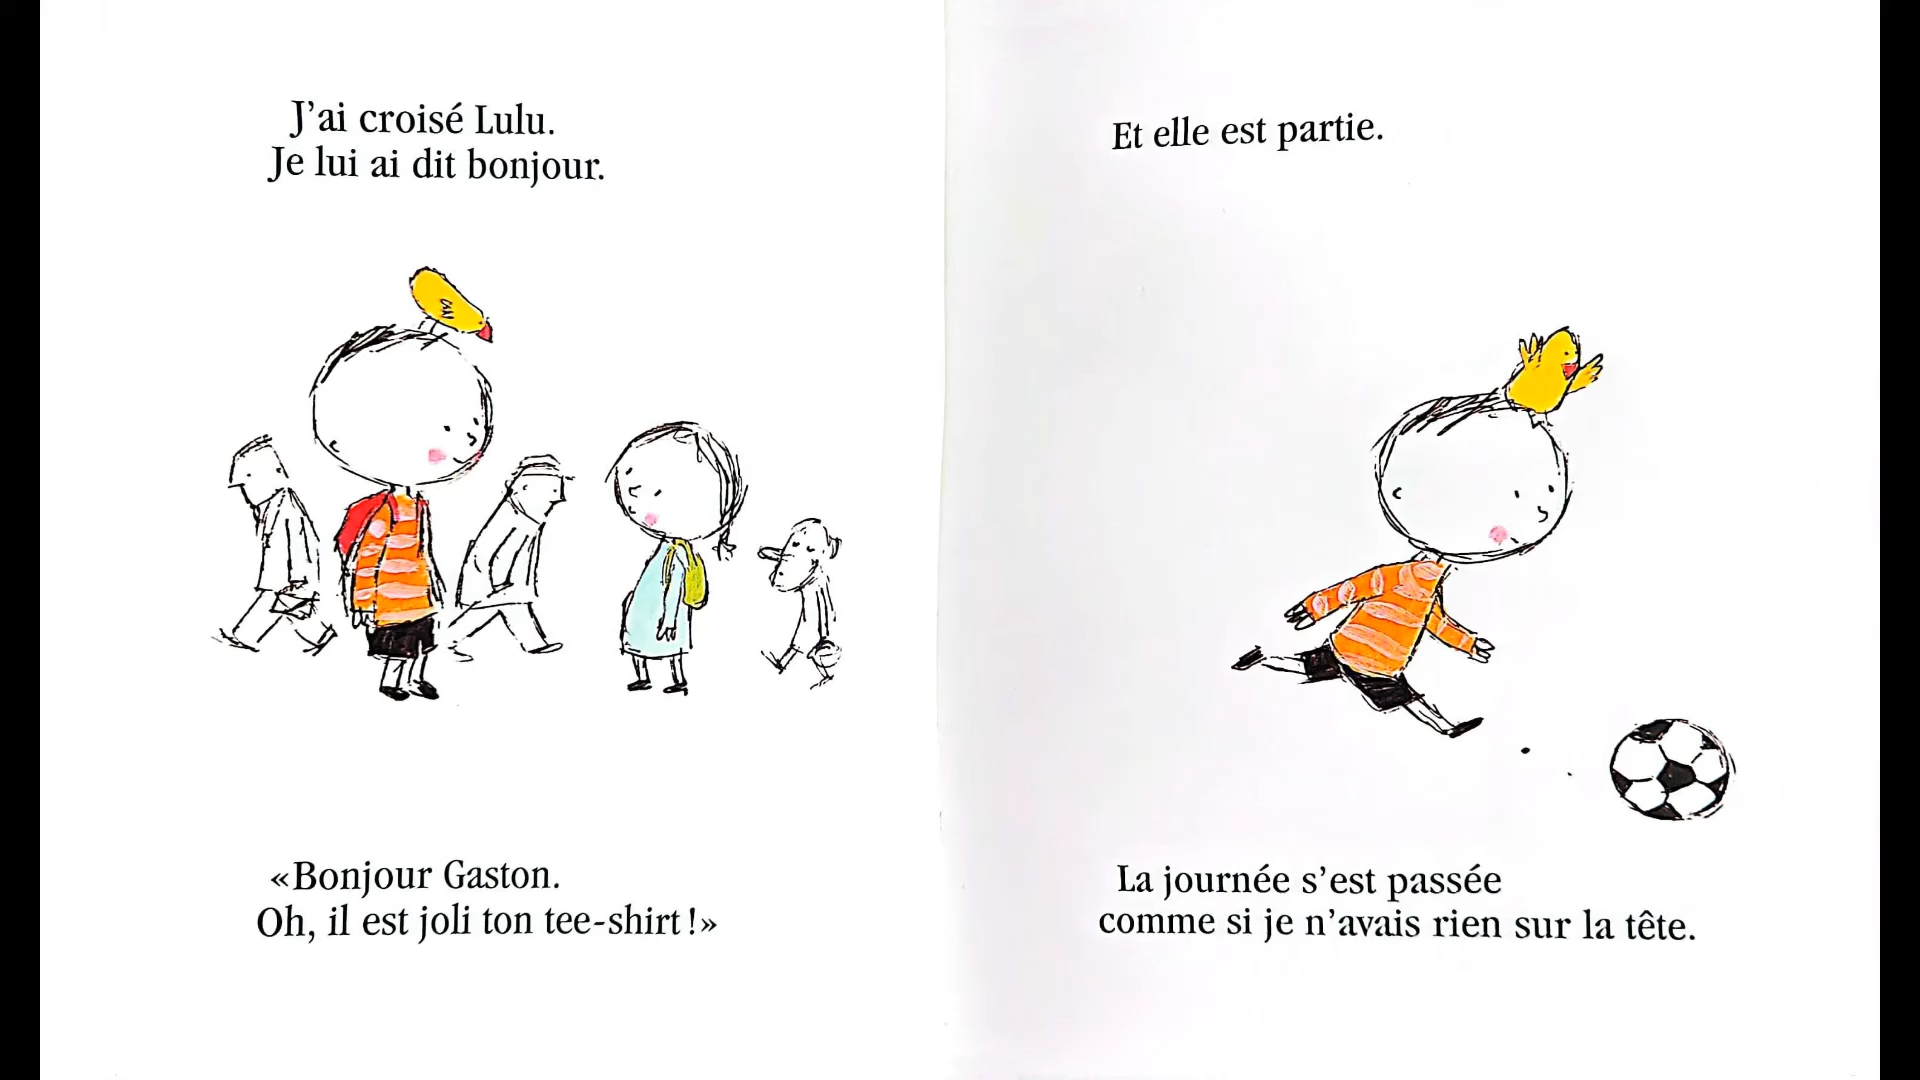 J'ai croisé Lulu.
Je lui ai dit bonjour.
«Bonjour Gaston.
Oh, il est joli ton tee-shirt!»
Et elle est partie.
La journée s'est passée
comme si je n'avais rien sur la tête.